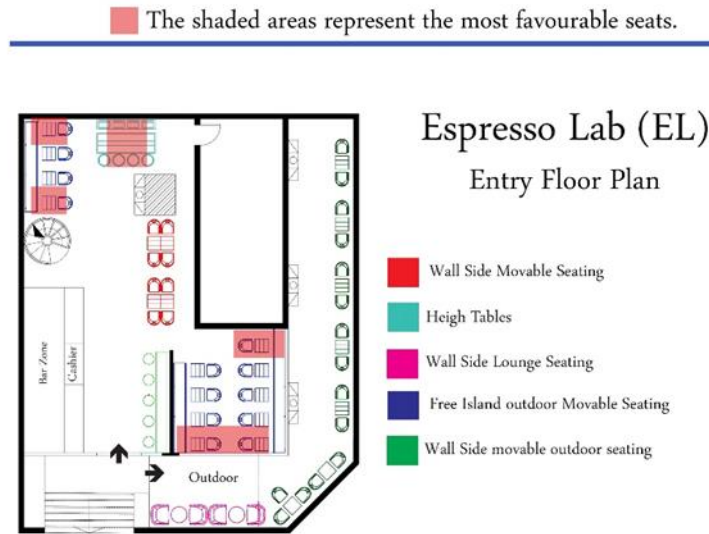 The shaded areas represent the most favourable seats.
Espresso Lab (EL)
Entry Floor Plan
Wall Side Movable Seating
Heigh Tables
Wall Side Lounge Seating
Free Island outdoor Movable Seating
Wall Side movable outdoor seating
Bar Zone
Cashier
Outdoor